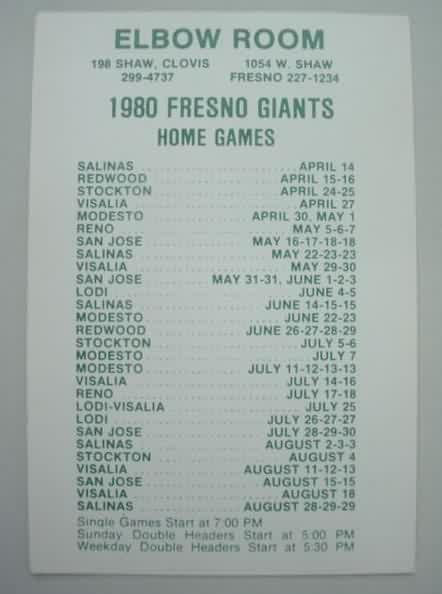 ELBOW ROOM
198 SHAW, CLOVIS 1054 W. SHAW
299-4737 FRESNO 227-1234
1980 FRESNO GIANTS
HOME GAMES
SALINAS . . . . . . . . . . . . . . . . APRIL 14
REDWOOD . . . . . . . . . . . . . . APRIL 15-16
STOCKTON . . . . . . . . . . . . . APRIL 24-25
VISALIA . . . . . . . . . . . . . . . . APRIL 27
MODESTO . . . . . . . . . . . APRIL 30, MAY 1
RENO . . . . . . . . . . . . . . . . MAY 5-6-7
SAN JOSE . . . . . . . . . . . MAY 16-17-18-18
SALINAS . . . . . . . . . . . . . . MAY 22-23-23
VISALIA . . . . . . . . . . . . . . . . MAY 29-30
SAN JOSE . . . . . . . MAY 31-31, JUNE 1-2-3
LODI . . . . . . . . . . . . . . . . . . JUNE 4-5
SALINAS . . . . . . . . . . . . . JUNE 14-15-15
MODESTO . . . . . . . . . . . . . . JUNE 22-23
REDWOOD . . . . . . . . . . JUNE 26-27-28-29
STOCKTON . . . . . . . . . . . . . . . JULY 5-6
MODESTO . . . . . . . . . . . . . . . . . JULY 7
MODESTO . . . . . . . . . . JULY 11-12-13-13
VISALIA . . . . . . . . . . . . . . . . JULY 14-16
RENO . . . . . . . . . . . . . . . . . JULY 17-18
LODI-VISALIA . . . . . . . . . . . . . . JULY 25
LODI . . . . . . . . . . . . . . . JULY 26-27-27
SAN JOSE . . . . . . . . . . . . JULY 28-29-30
SALINAS . . . . . . . . . . . . . AUGUST 2-3-3
STOCKTON . . . . . . . . . . . . . . AUGUST 4
VISALIA . . . . . . . . . . . AUGUST 11-12-13
SAN JOSE . . . . . . . . . . . . AUGUST 15-15
VISALIA . . . . . . . . . . . . . . . . AUGUST 18
SALINAS . . . . . . . . . . . AUGUST 28-29-29
Single Games Start at 7:00 PM
Sunday Double Headers Start at 5:00 PM
Weekday Double Headers Start at 5:30 PM